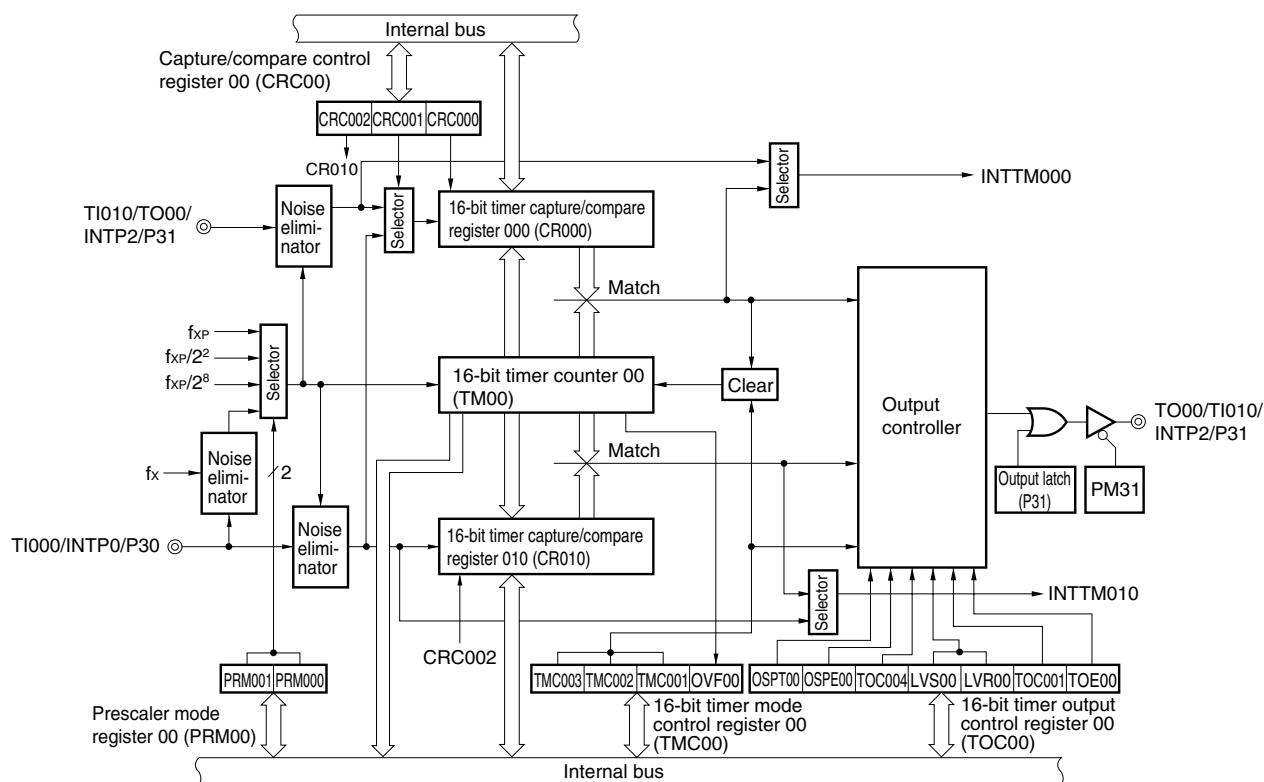 Internal bus
Capture/compare control
register 00 (CRC00)
CRC002 CRC001 CRC000
CR010
Selector
INTTM000
TI010/TO00/
INTP2/P31
Noise
elimi-
nator
Selector
16-bit timer capture/compare
register 000 (CR000)
Match
fXP
fXP/2²
fXP/2⁸
Selector
16-bit timer counter 00
(TM00)
Clear
Output
controller
TO00/TI010/
INTP2/P31
Output latch
(P31)
PM31
fX
Noise
elimi-
nator
2
Match
TI000/INTP0/P30
Noise
elimi-
nator
16-bit timer capture/compare
register 010 (CR010)
Selector
INTTM010
CRC002
PRM001 PRM000
TMC003 TMC002 TMC001 OVF00
OSPT00 OSPE00 TOC004 LVS00 LVR00 TOC001 TOE00
Prescaler mode
register 00 (PRM00)
16-bit timer mode
control register 00
(TMC00)
16-bit timer output
control register 00
(TOC00)
Internal bus